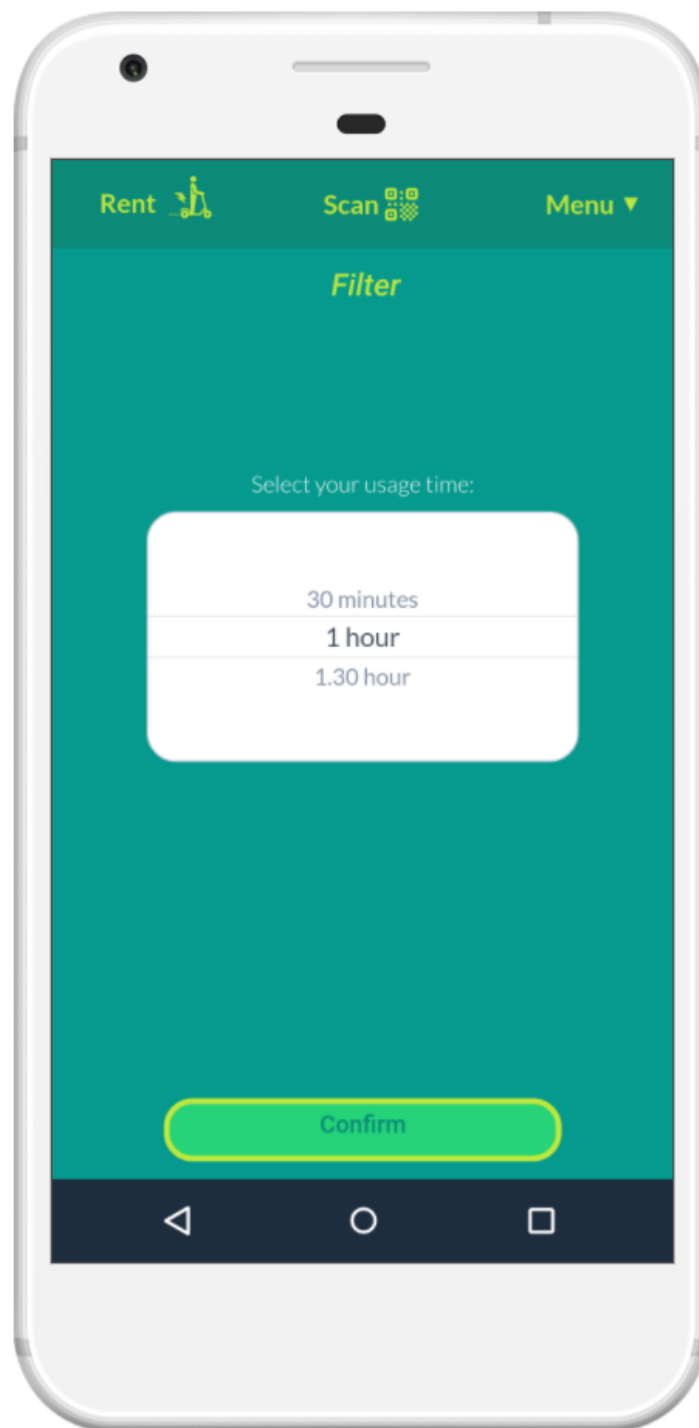 Rent Scan Menu ▼
Filter
Select your usage time:
30 minutes
1 hour
1.30 hour
Confirm